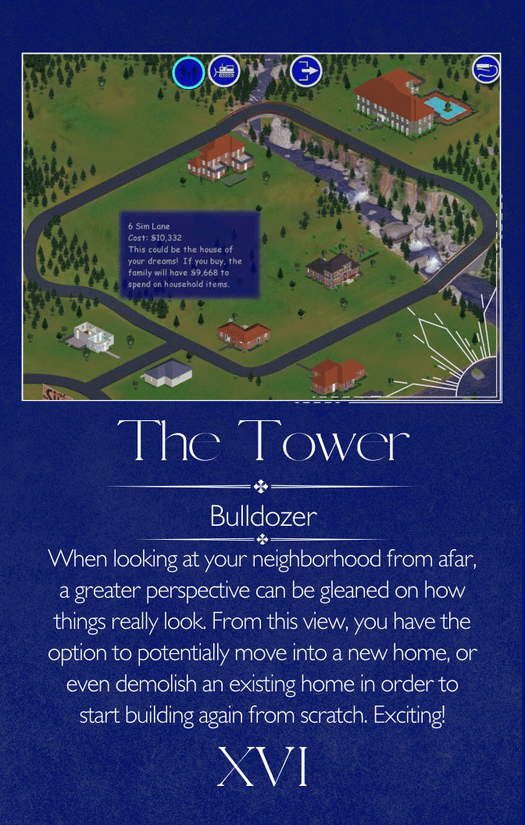 6 Sim Lane
Cost: $10,332
This could be the house of
your dreams! If you buy, the
family will have $9,668 to
spend on household items.
The Tower
Bulldozer
When looking at your neighborhood from afar,
a greater perspective can be gleaned on how
things really look. From this view, you have the
option to potentially move into a new home, or
even demolish an existing home in order to
start building again from scratch. Exciting!
XVI